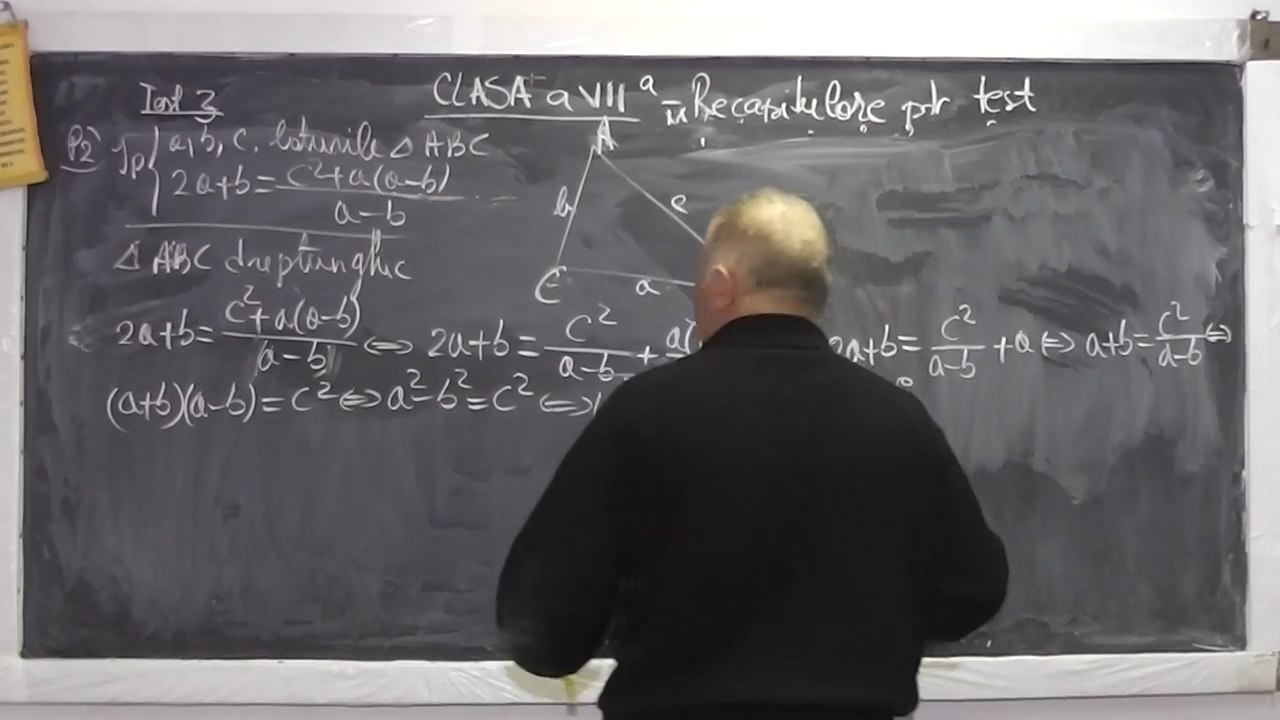 Test 3
CLASA a VII a - Recapitulare ptr test
P2) Ip a, b, c, laturile △ ABC
2a+b= c²+a(a-b)
a-b
△ ABC dreptunghic
A
b
c
C
a
2a+b= c²+a(a-b) / a-b ⇔ 2a+b= c² / a-b + a( 2a+b= c² / a-b +a ⇔ a+b= c² / a-b ⇔
(a+b)(a-b)=c² ⇔ a²-b²=c² ⇔